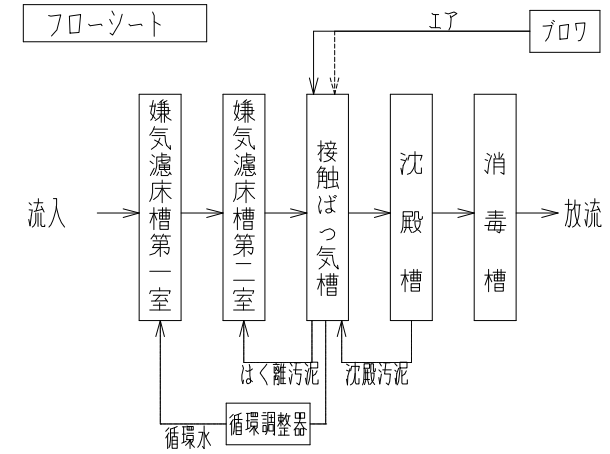 フローシート
エア
ブロワ
流入
嫌気濾床槽第一室
嫌気濾床槽第二室
接触ばっ気槽
沈殿槽
消毒槽
放流
はく離汚泥
沈殿汚泥
循環水
循環調整器